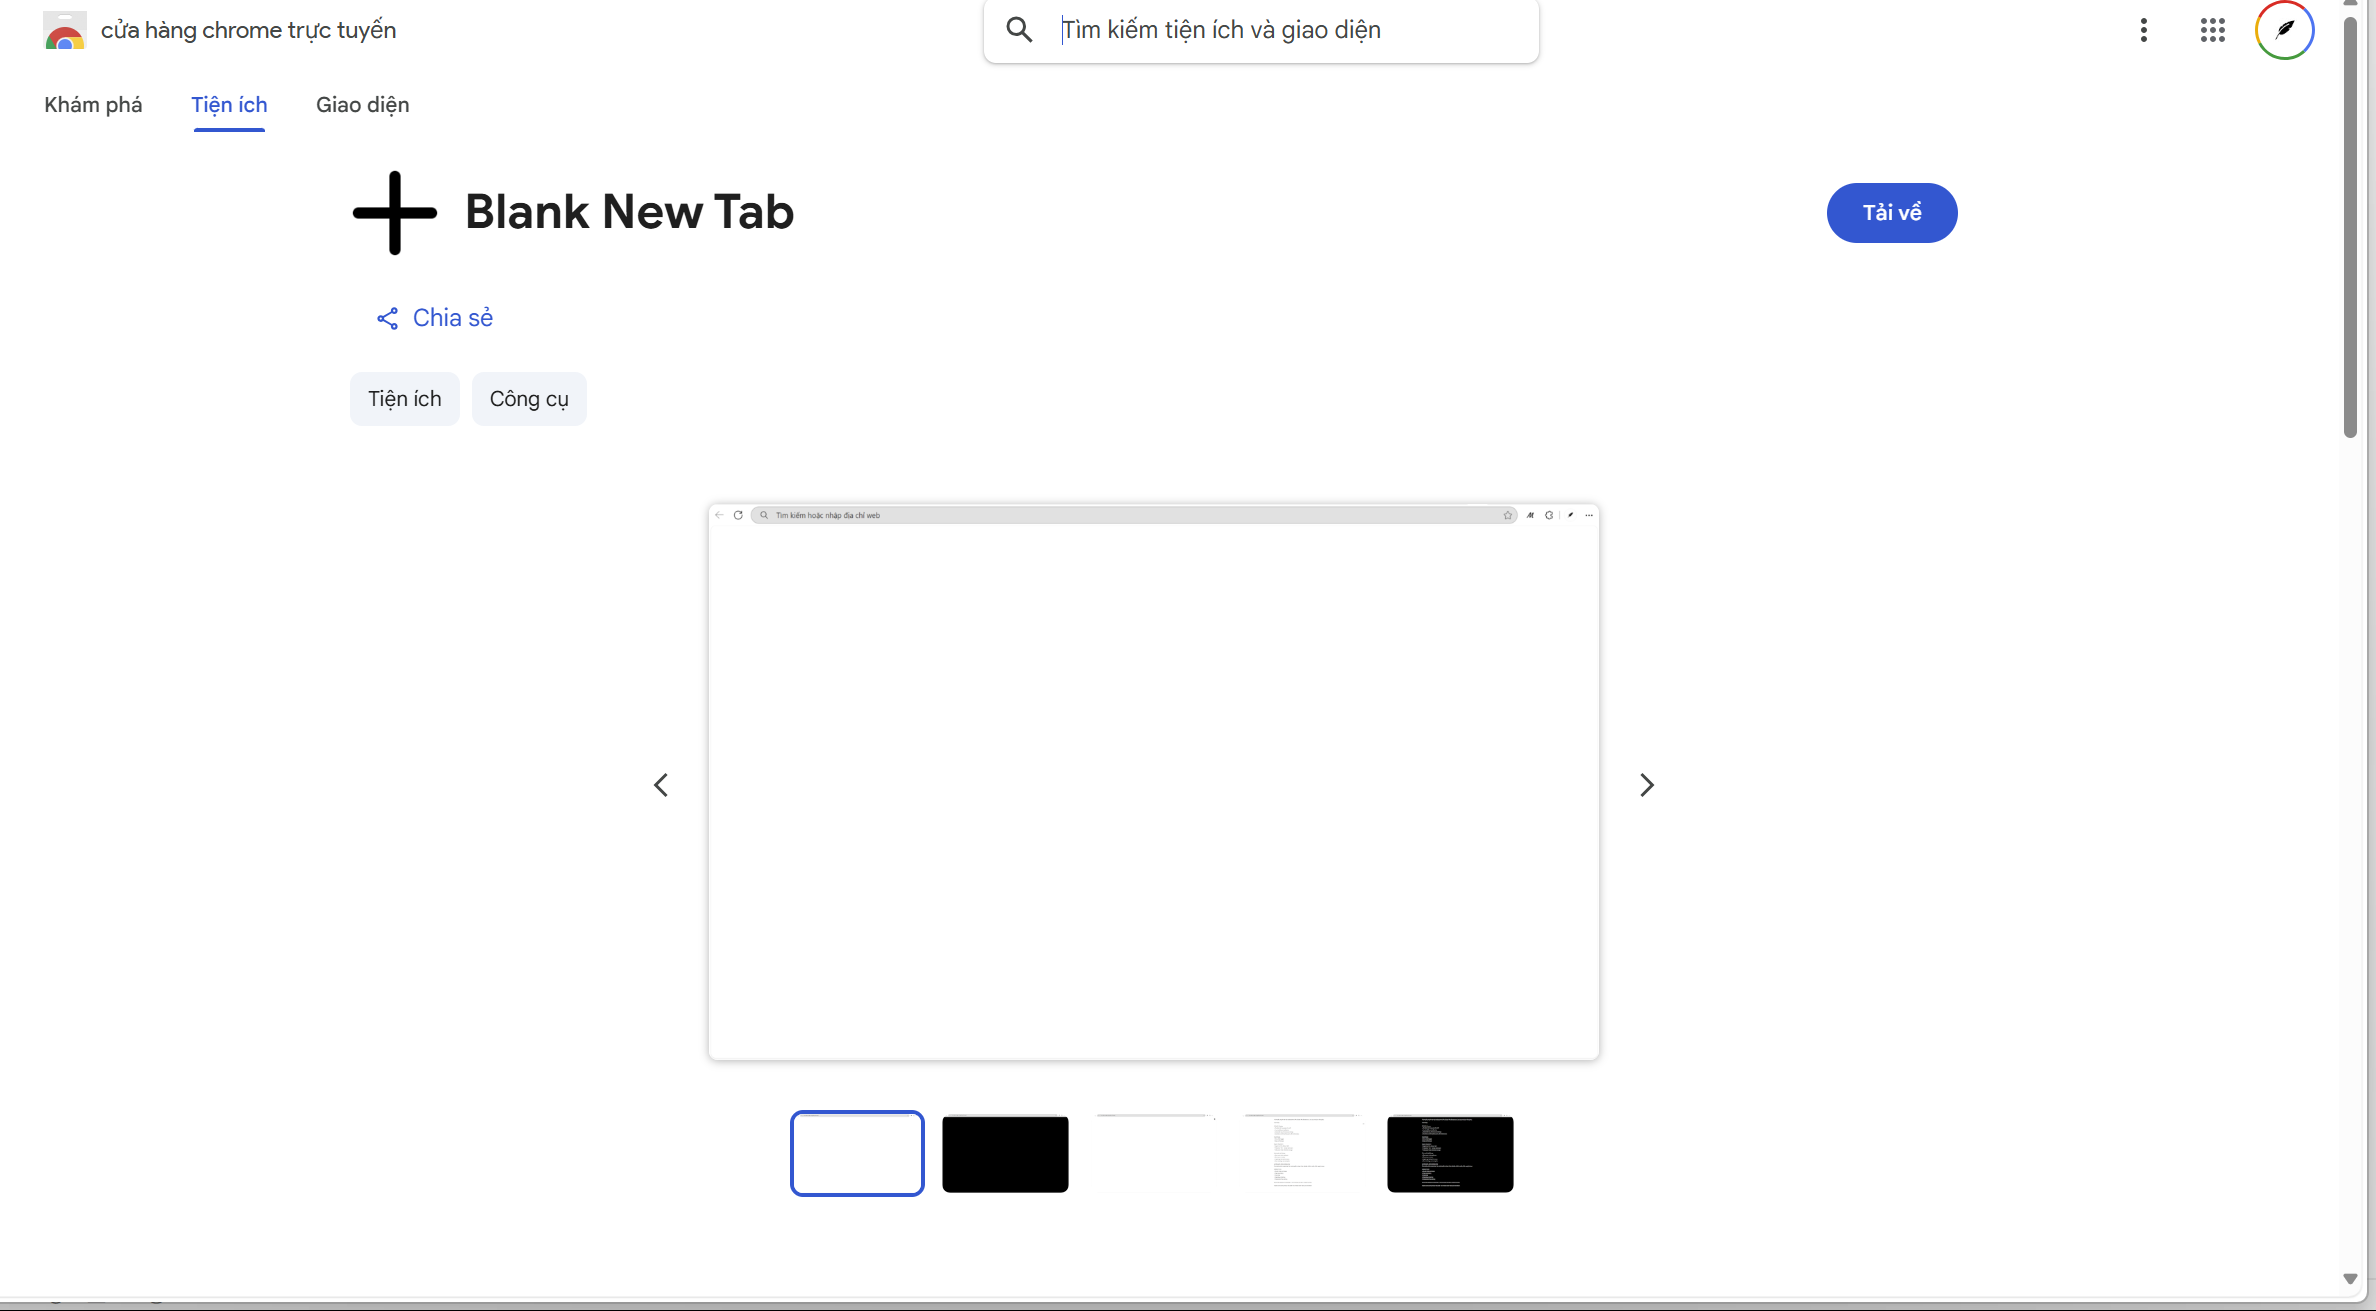 cửa hàng chrome trực tuyến
Tìm kiếm tiện ích và giao diện
Khám phá
Tiện ích
Giao diện
Blank New Tab
Tải về
Chia sẻ
Tiện ích
Công cụ
Tìm kiếm hoặc nhập địa chỉ web